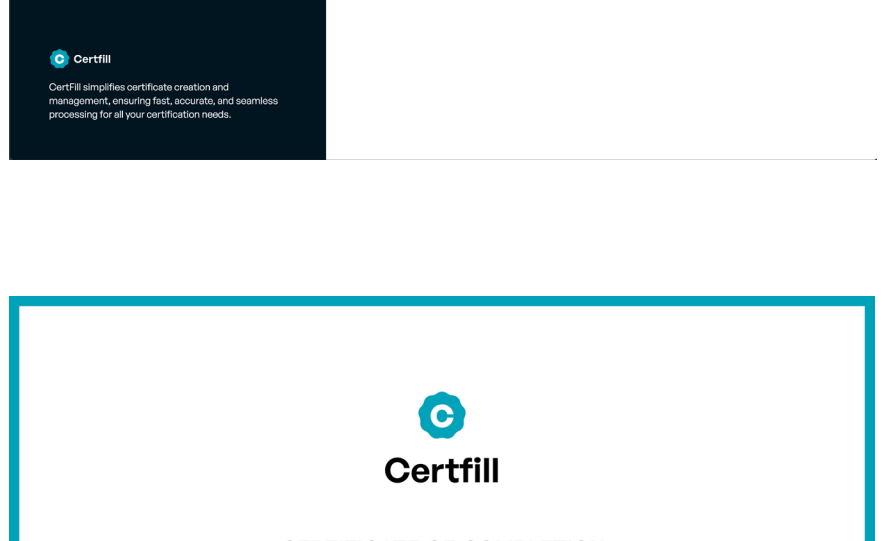 Certfill
CertFill simplifies certificate creation and
management, ensuring fast, accurate, and seamless
processing for all your certification needs.
Certfill